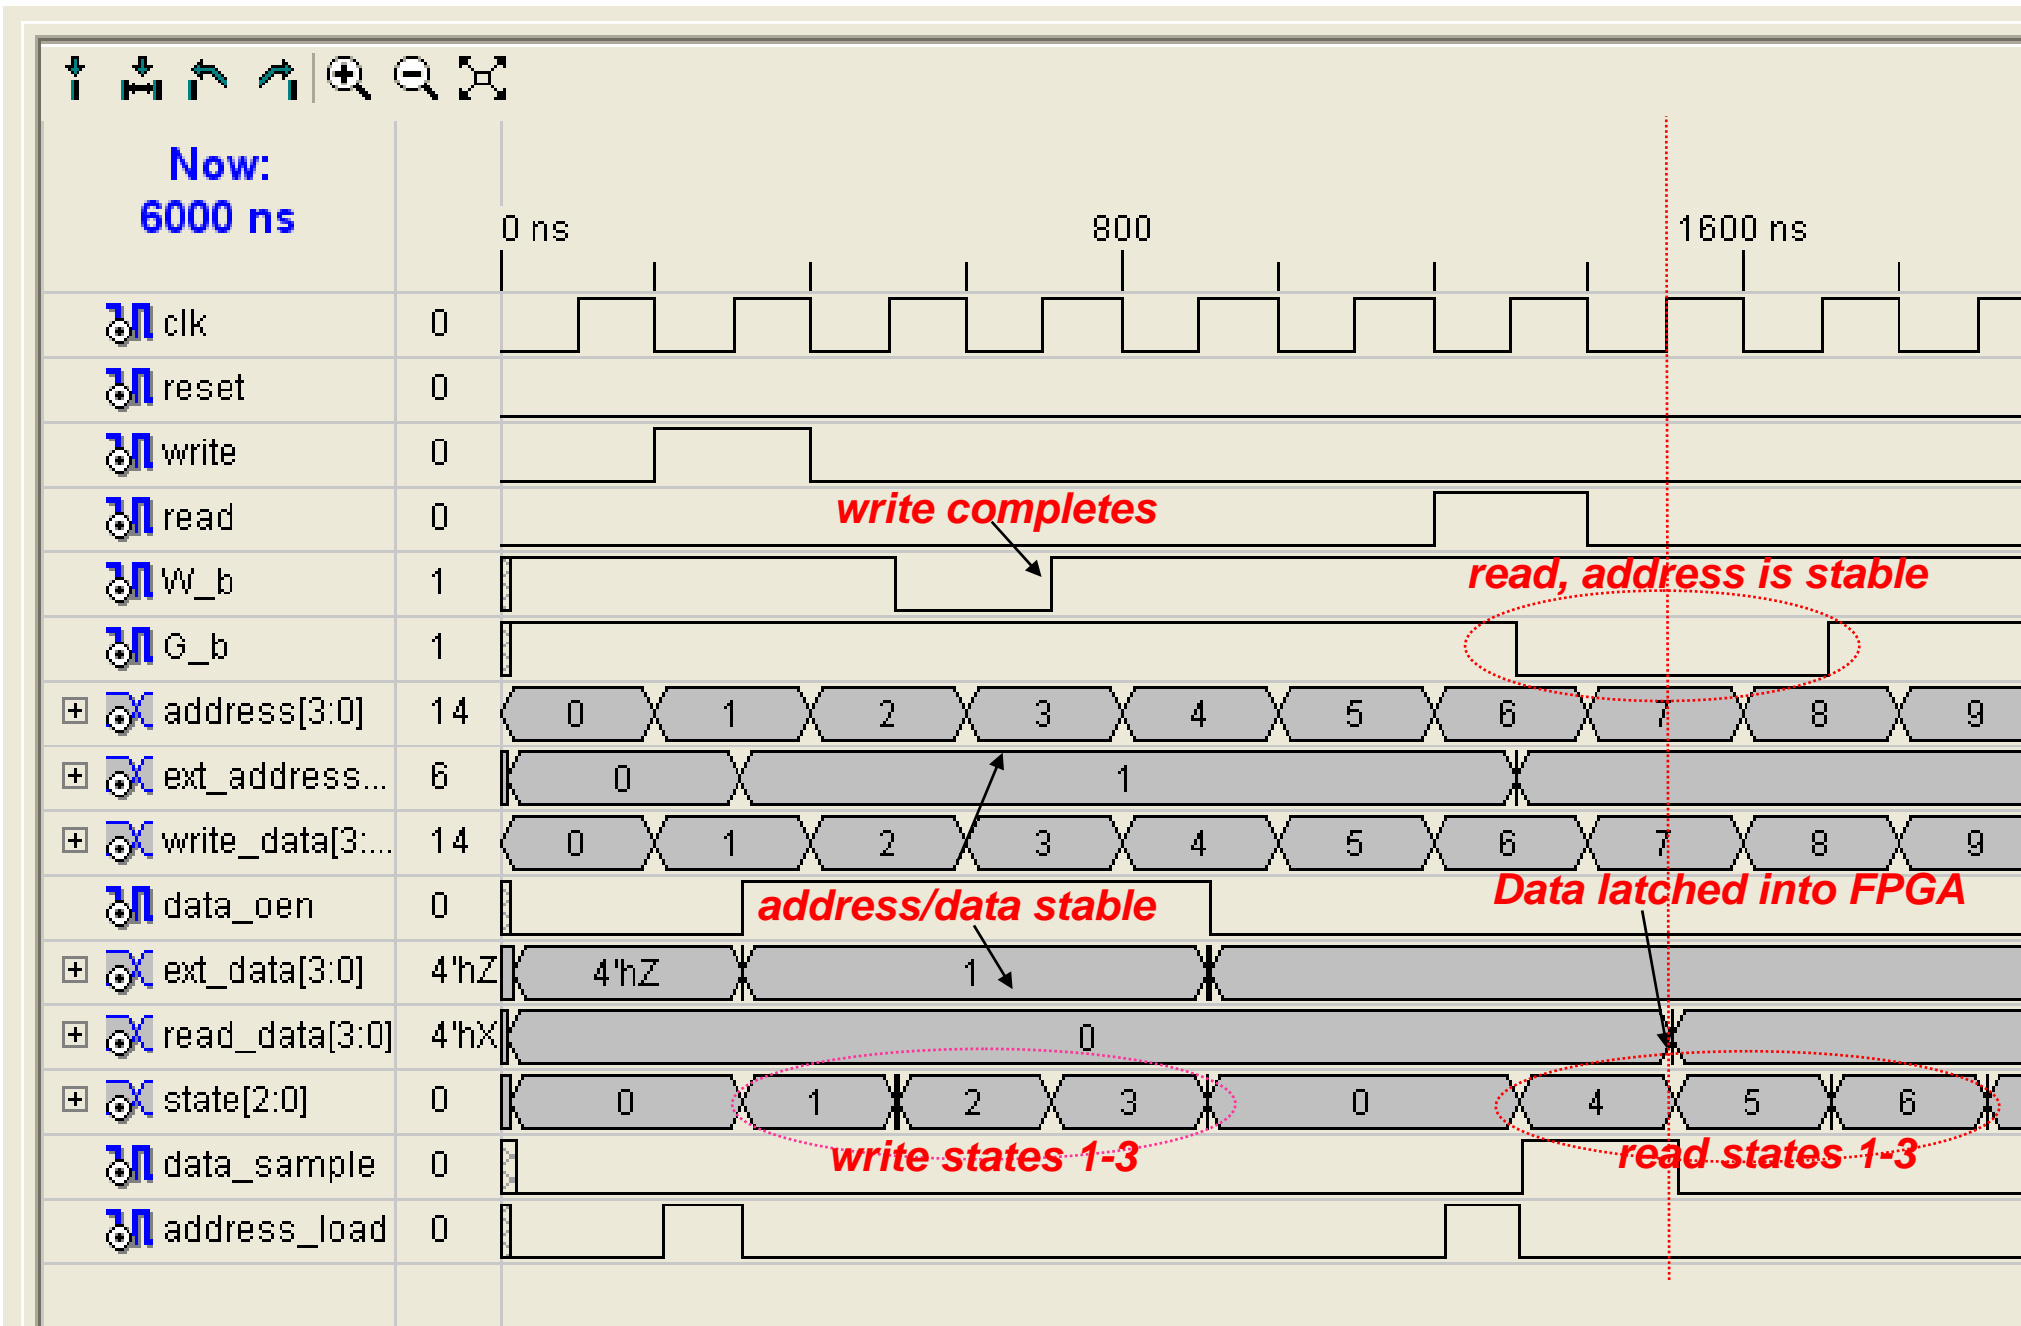 Now:
6000 ns
0 ns 800 1600 ns
clk 0
reset 0
write 0
read 0 write completes
W_b 1 read, address is stable
G_b 1
address[3:0] 14 0 1 2 3 4 5 6 7 8 9
ext_address... 6 0 1
write_data[3:... 14 0 1 2 3 4 5 6 7 8 9
data_oen 0 address/data stable Data latched into FPGA
ext_data[3:0] 4'hZ 4'hZ 1
read_data[3:0] 4'hX 0
state[2:0] 0 0 1 2 3 0 4 5 6
data_sample 0 write states 1-3 read states 1-3
address_load 0